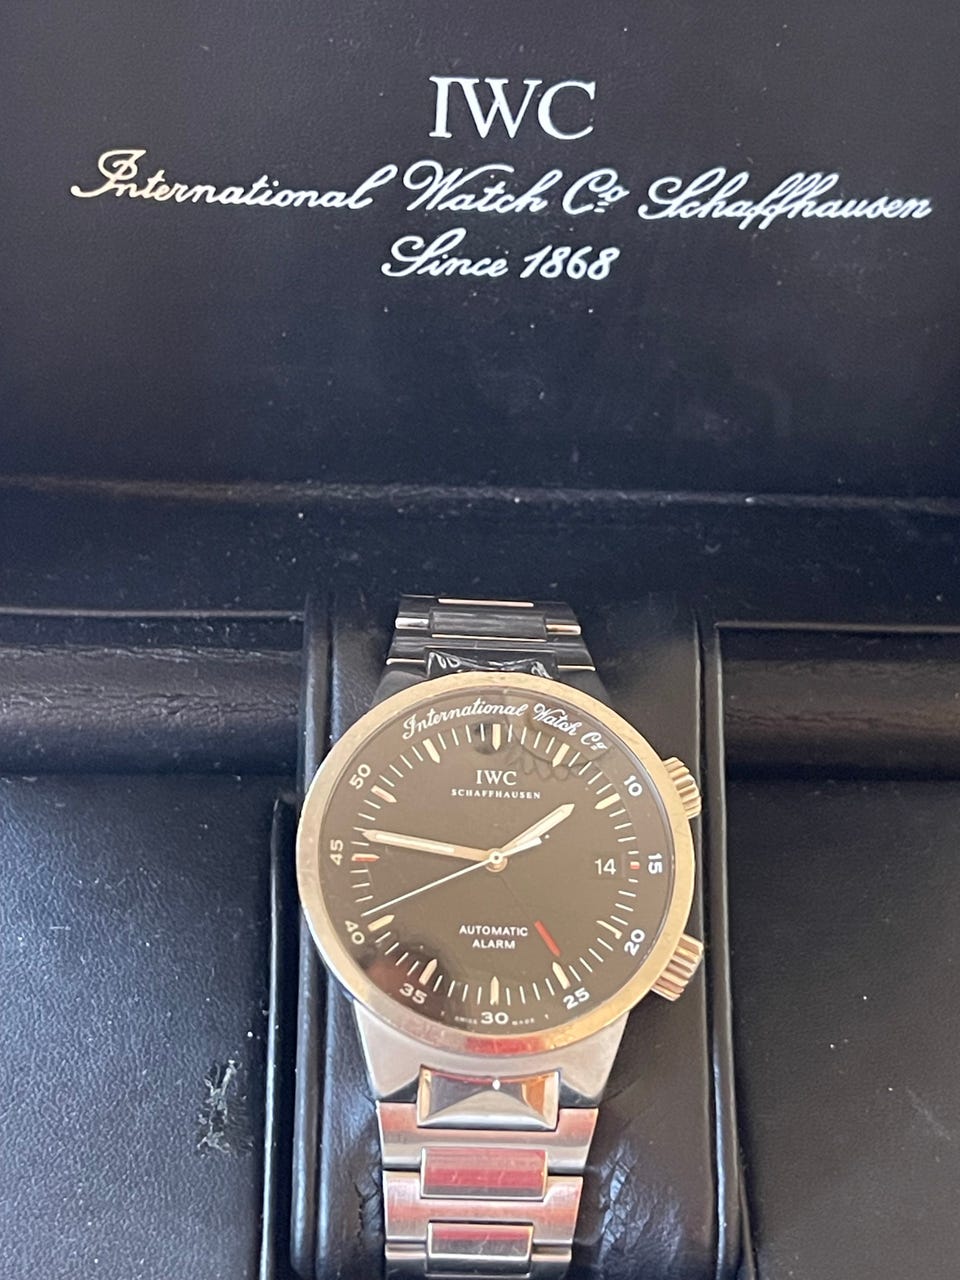 IWC
International Watch Co Schaffhausen
Since 1868
International Watch Co
IWC
SCHAFFHAUSEN
50
10
45
14
15
40
20
AUTOMATIC
ALARM
35
25
30
SWISS MADE